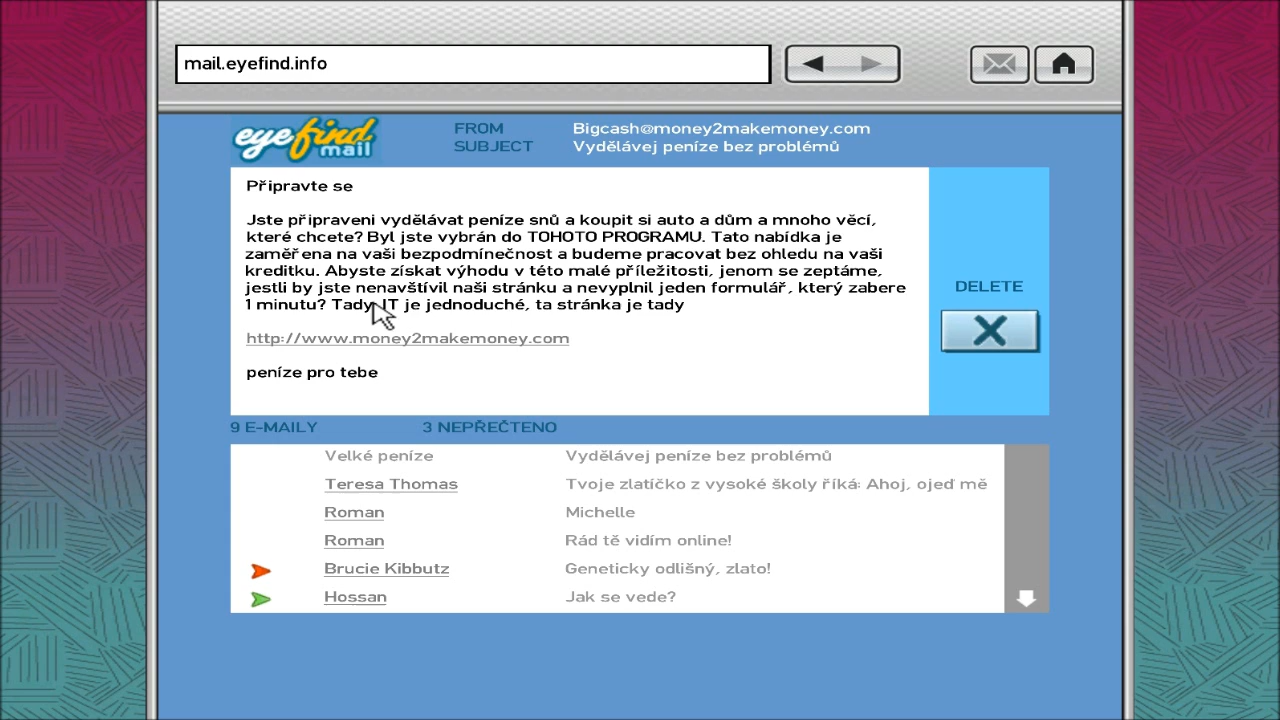 mail.eyefind.info
eyefind mail
FROM Bigcash@money2makemoney.com
SUBJECT Vydělávej peníze bez problémů
Připravte se
Jste připraveni vydělávat peníze snů a koupit si auto a dům a mnoho věcí,
které chcete? Byl jste vybrán do TOHOTO PROGRAMU. Tato nabídka je
zaměřena na vaši bezpodmínečnost a budeme pracovat bez ohledu na vaši
kreditku. Abyste získat výhodu v této malé příležitosti, jenom se zeptáme,
jestli by jste nenavštívil naši stránku a nevyplnil jeden formulář, který zabere
1 minutu? Tady IT je jednoduché, ta stránka je tady
http://www.money2makemoney.com
peníze pro tebe
DELETE
9 E-MAILY 3 NEPŘEČTENO
Velké peníze Vydělávej peníze bez problémů
Teresa Thomas Tvoje zlatíčko z vysoké školy říká: Ahoj, ojeď mě
Roman Michelle
Roman Rád tě vidím online!
Brucie Kibbutz Geneticky odlišný, zlato!
Hossan Jak se vede?